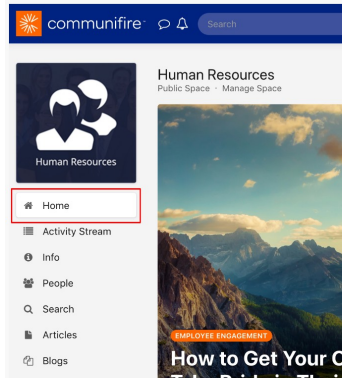 communifire
Search
Human Resources
Public Space · Manage Space
Human Resources
Home
Activity Stream
Info
People
Search
Articles
Blogs
EMPLOYEE ENGAGEMENT
How to Get Your